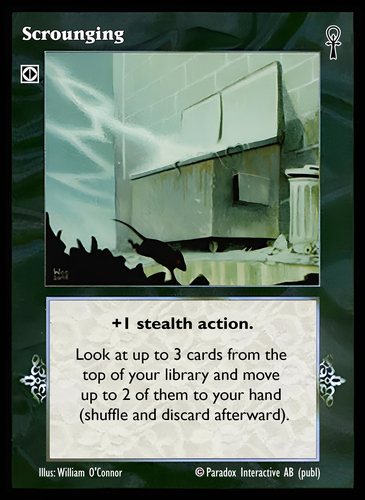 Scrounging
+1 stealth action.
Look at up to 3 cards from the
top of your library and move
up to 2 of them to your hand
(shuffle and discard afterward).
Illus: William O'Connor © Paradox Interactive AB (publ)